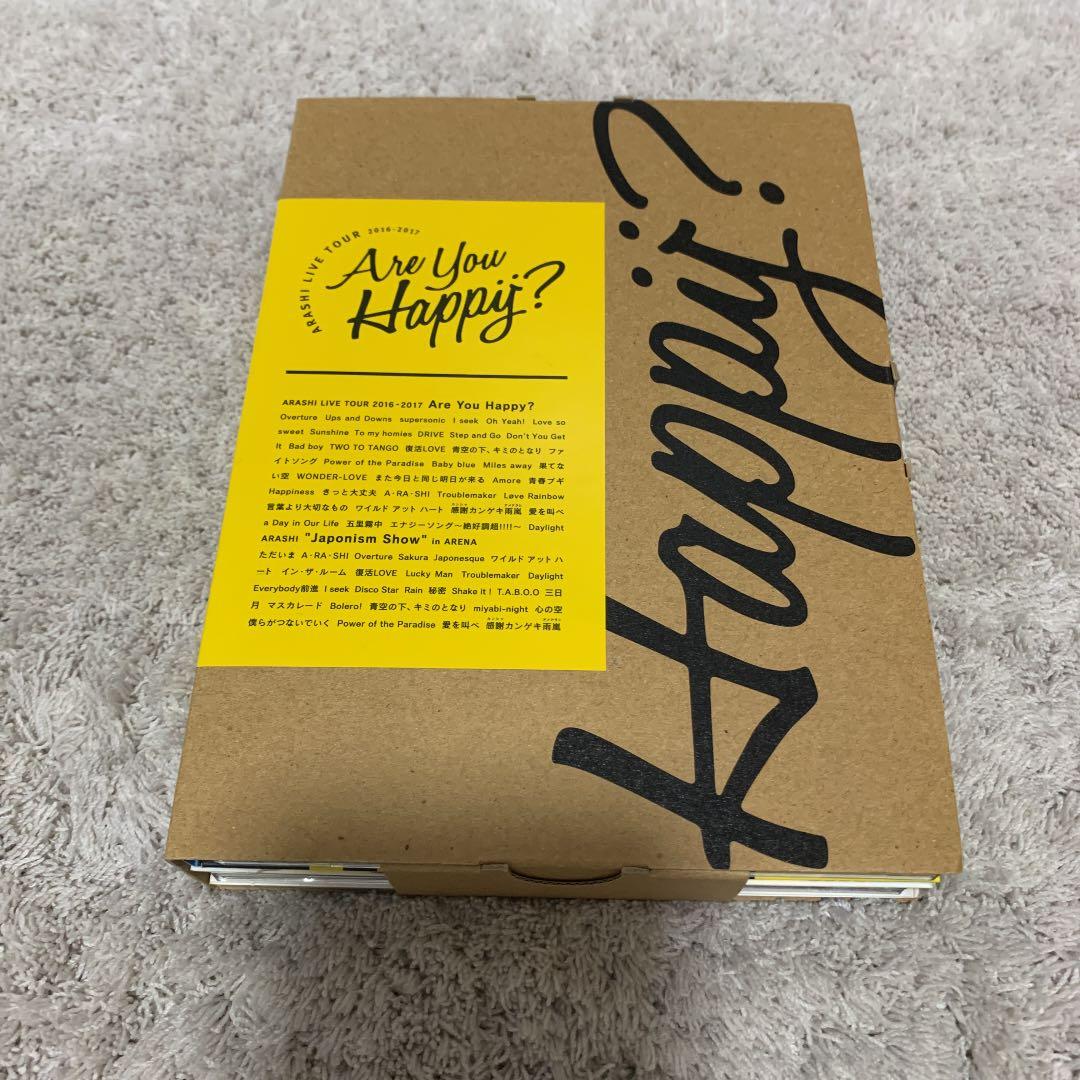 ARASHI LIVE TOUR 2016-2017
Are You
Happy?
ARASHI LIVE TOUR 2016-2017 Are You Happy?
Overture Ups and Downs supersonic I seek Oh Yeah! Love so
sweet Sunshine To my homies DRIVE Step and Go Don't You Get
It Bad boy TWO TO TANGO 復活LOVE 青空の下、キミのとなり ファ
イトソング Power of the Paradise Baby blue Miles away 果てな
い空 WONDER-LOVE また今日と同じ明日が来る Amore 青春ブギ
Happiness きっと大丈夫 A・RA・SHI Troublemaker Løve Rainbow
言葉より大切なもの ワイルド アット ハート 感謝カンゲキ雨嵐 愛を叫べ
a Day in Our Life 五里霧中 エナジーソング〜絶好調超!!!!〜 Daylight
ARASHI "Japonism Show" in ARENA
ただいま A・RA・SHI Overture Sakura Japonesque ワイルド アット ハ
ート イン・ザ・ルーム 復活LOVE Lucky Man Troublemaker Daylight
Everybody前進 I seek Disco Star Rain 秘密 Shake it! T.A.B.O.O 三日
月 マスカレード Bolero! 青空の下、キミのとなり miyabi-night 心の空
僕らがつないでいく Power of the Paradise 愛を叫べ 感謝カンゲキ雨嵐
Happy?